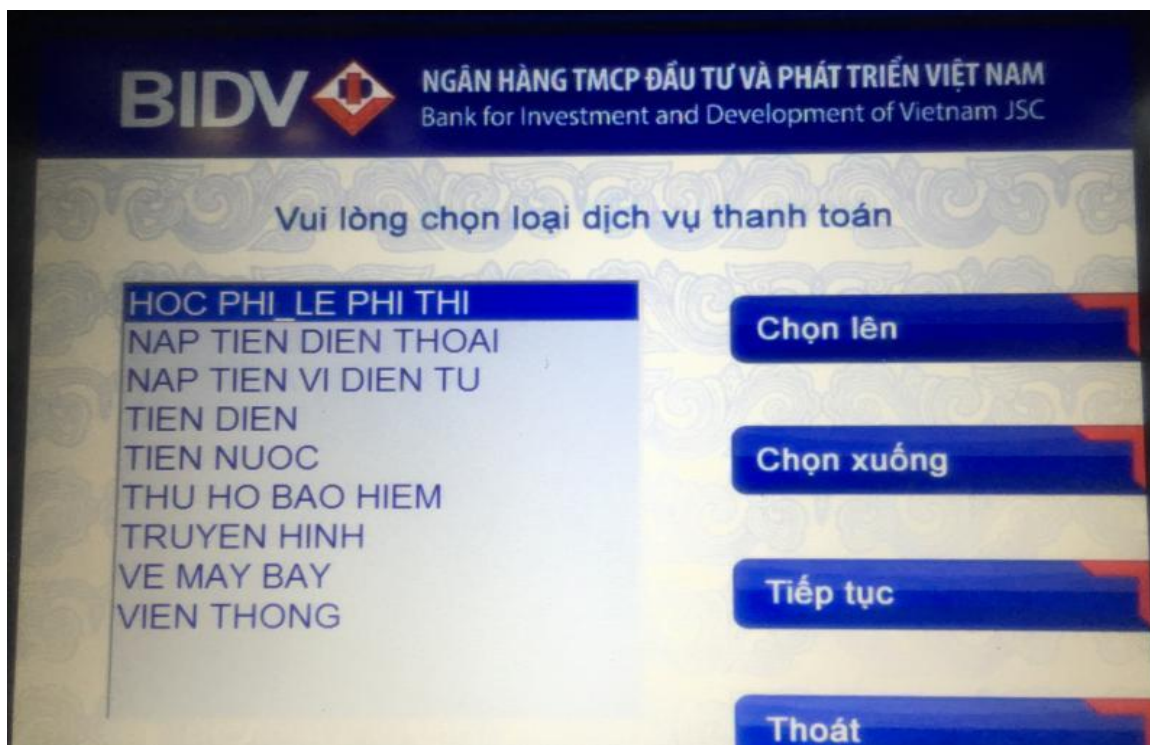 BIDV
NGÂN HÀNG TMCP ĐẦU TƯ VÀ PHÁT TRIỂN VIỆT NAM
Bank for Investment and Development of Vietnam JSC
Vui lòng chọn loại dịch vụ thanh toán
HOC PHI_LE PHI THI
NAP TIEN DIEN THOAI
NAP TIEN VI DIEN TU
TIEN DIEN
TIEN NUOC
THU HO BAO HIEM
TRUYEN HINH
VE MAY BAY
VIEN THONG
Chọn lên
Chọn xuống
Tiếp tục
Thoát